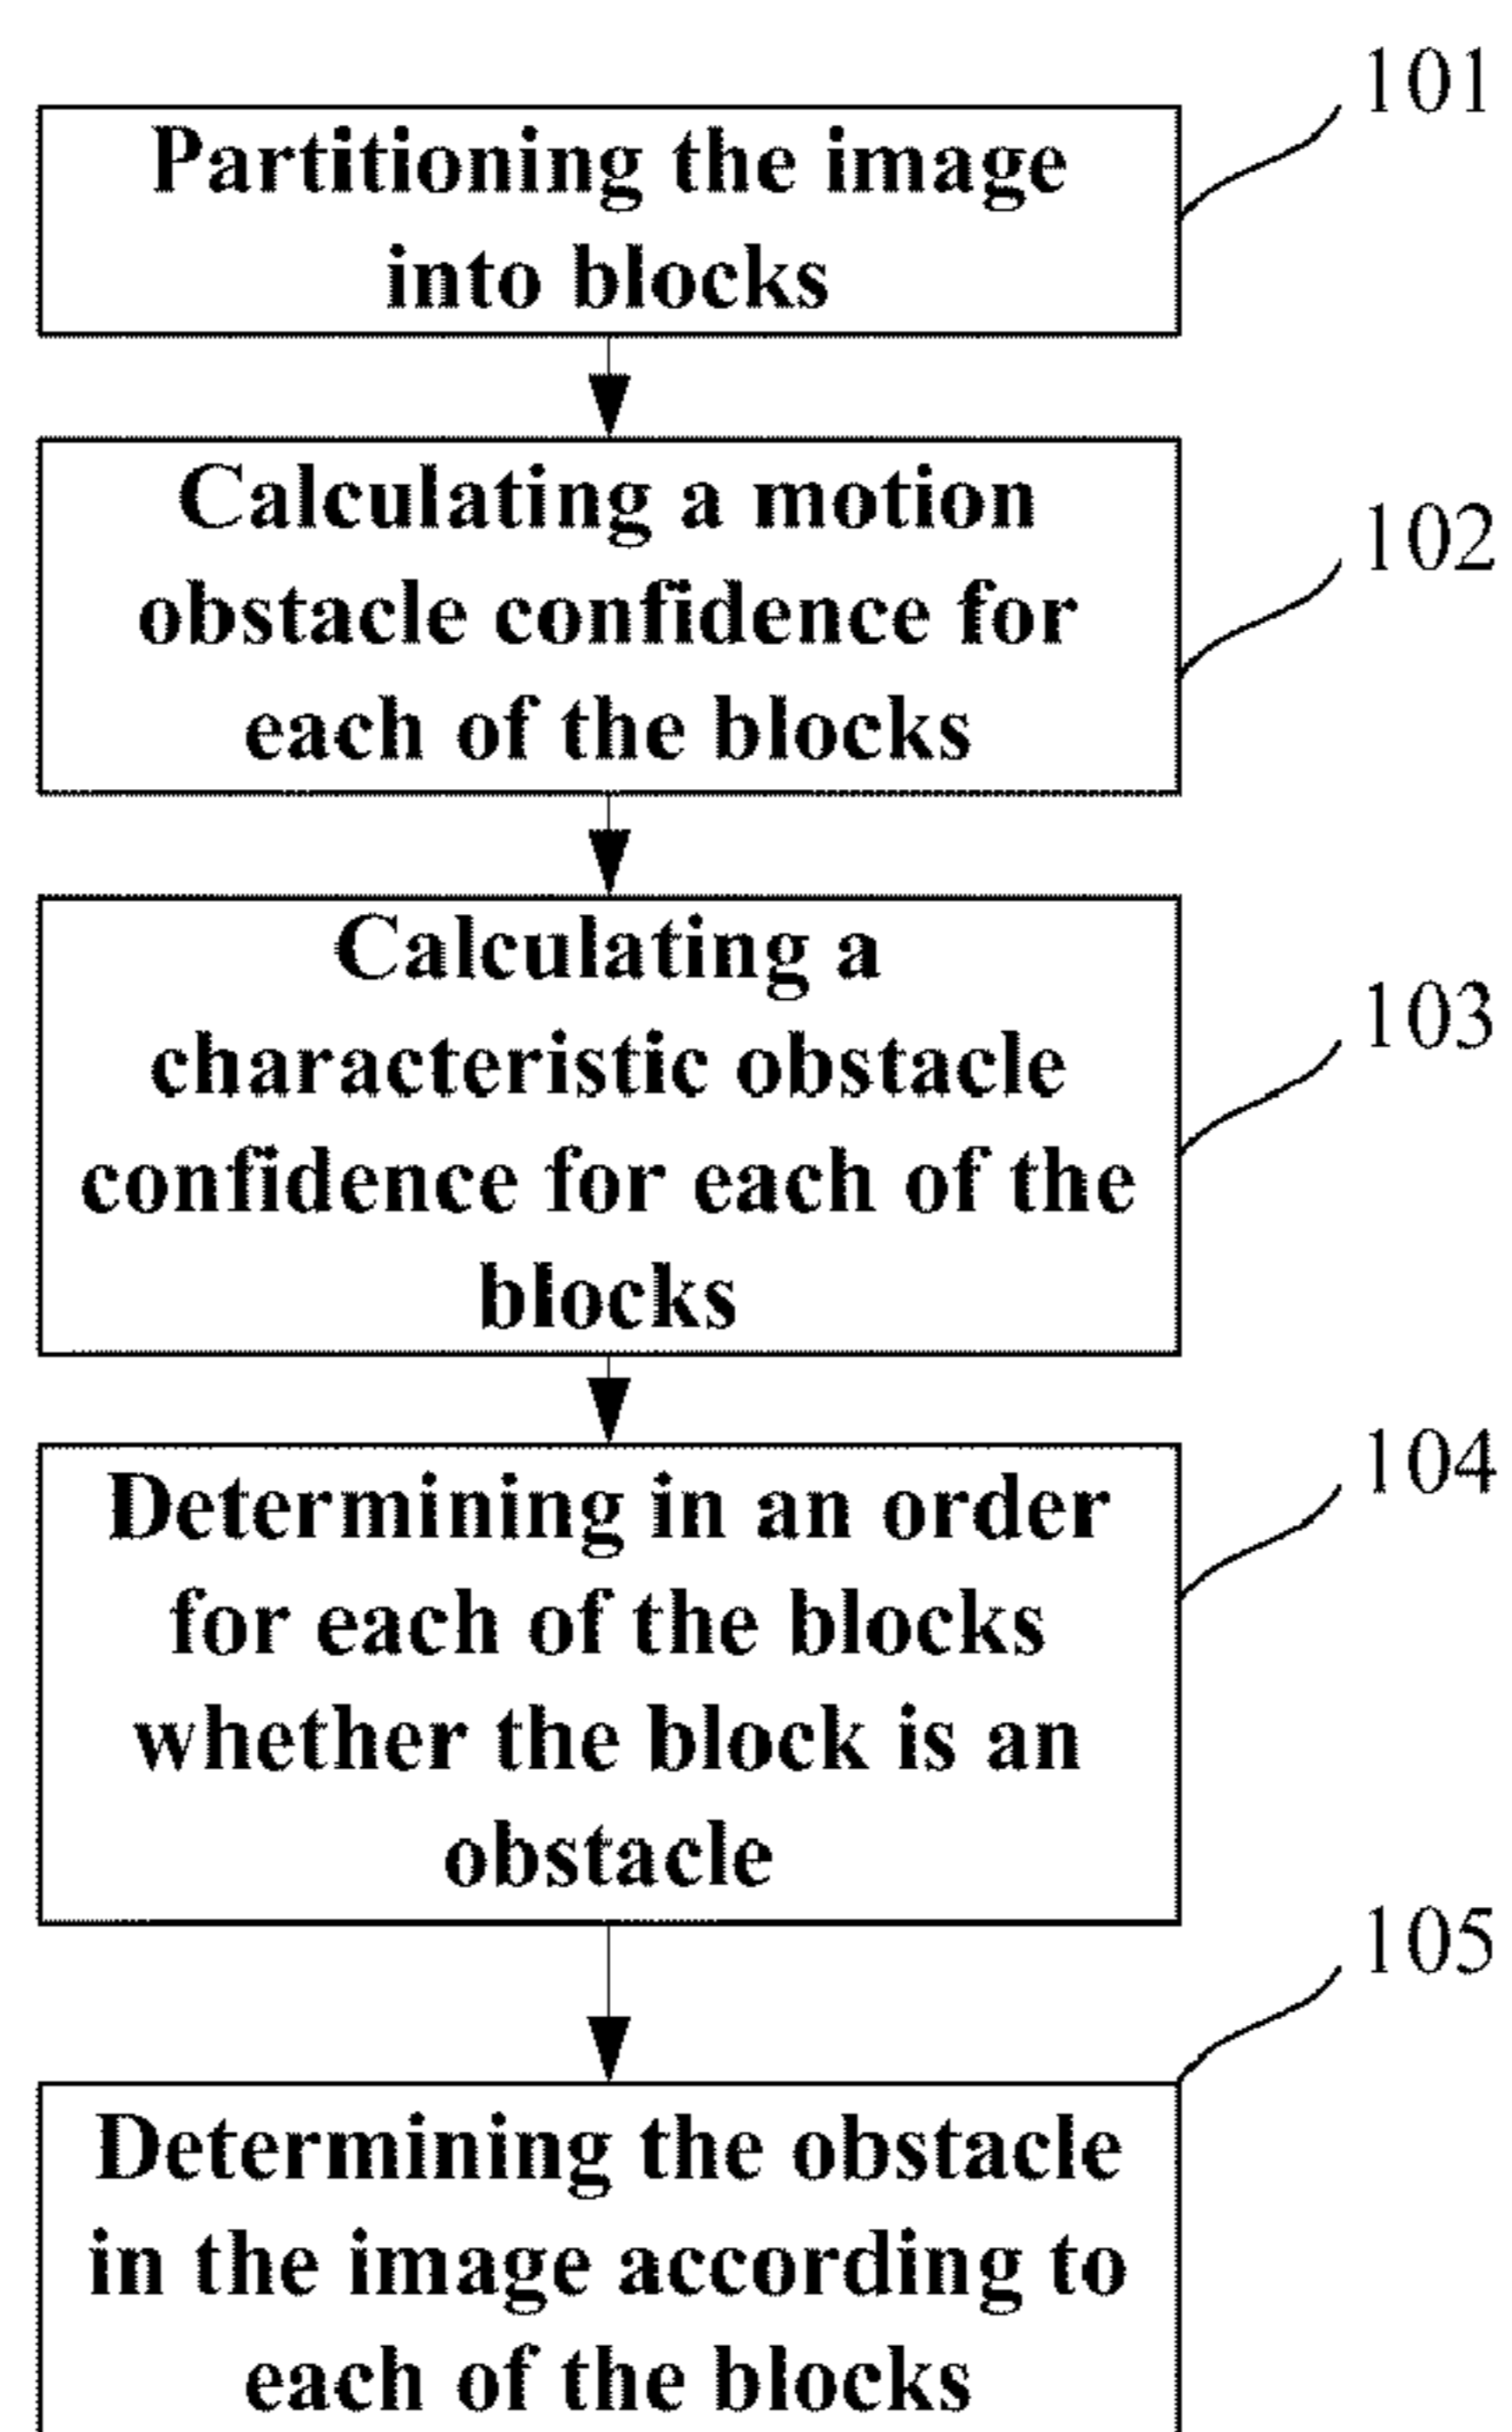 101
Partitioning the image
into blocks
102
Calculating a motion
obstacle confidence for
each of the blocks
103
Calculating a
characteristic obstacle
confidence for each of the
blocks
104
Determining in an order
for each of the blocks
whether the block is an
obstacle
105
Determining the obstacle
in the image according to
each of the blocks